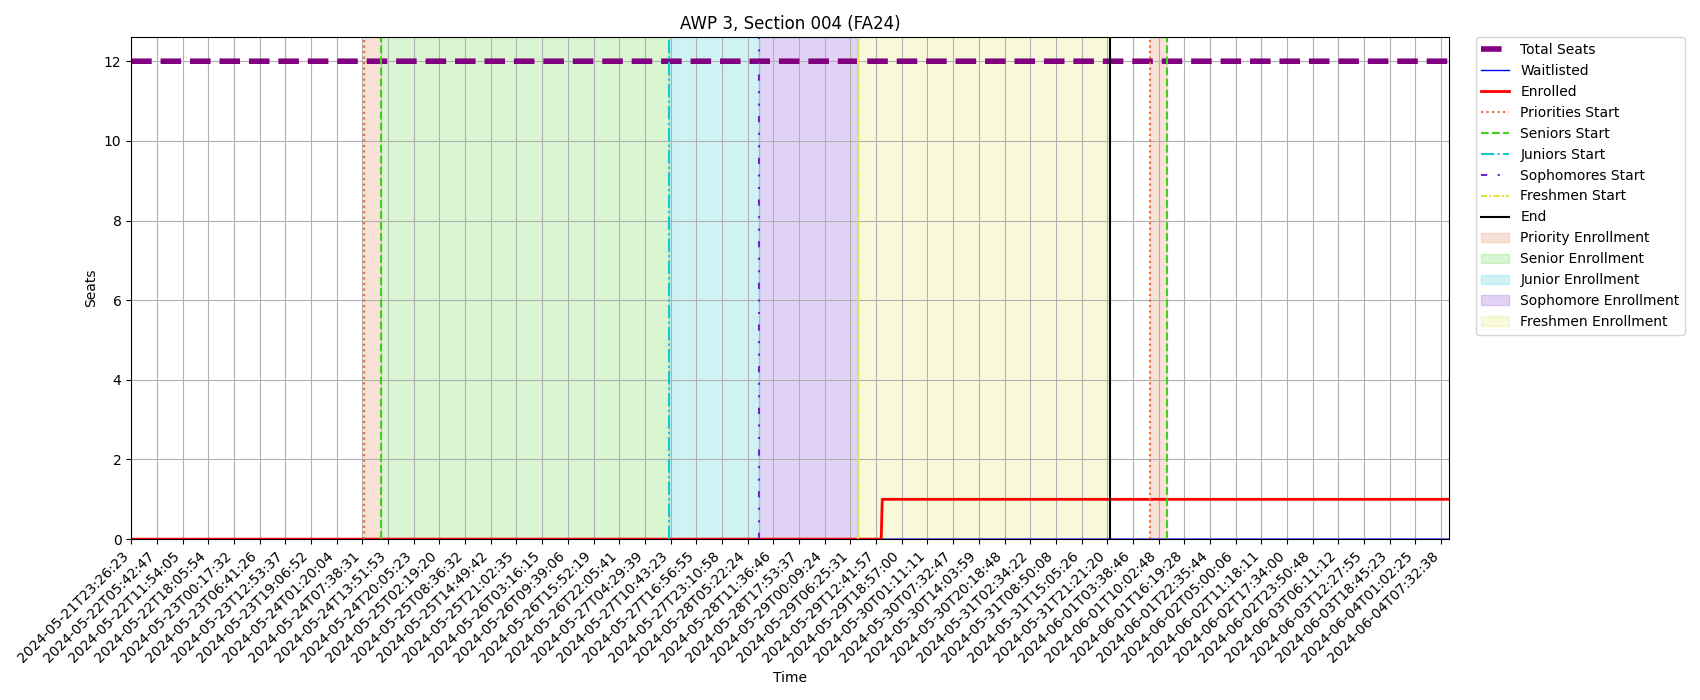 AWP 3, Section 004 (FA24)
Seats
12
10
8
6
4
2
0
2024-05-21T23:26:23
2024-05-22T05:42:47
2024-05-22T11:54:05
2024-05-22T18:05:54
2024-05-23T00:17:32
2024-05-23T06:41:26
2024-05-23T12:53:37
2024-05-23T19:06:52
2024-05-24T01:20:04
2024-05-24T07:38:31
2024-05-24T13:51:53
2024-05-24T20:05:23
2024-05-25T02:19:20
2024-05-25T08:36:32
2024-05-25T14:49:42
2024-05-25T21:02:35
2024-05-26T03:16:15
2024-05-26T09:39:06
2024-05-26T15:52:19
2024-05-26T22:05:41
2024-05-27T04:29:39
2024-05-27T10:43:23
2024-05-27T16:56:55
2024-05-27T23:10:58
2024-05-28T05:22:24
2024-05-28T11:36:46
2024-05-28T17:53:37
2024-05-29T00:09:24
2024-05-29T06:25:31
2024-05-29T12:41:57
2024-05-29T18:57:00
2024-05-30T01:11:11
2024-05-30T07:32:47
2024-05-30T14:03:59
2024-05-30T20:18:48
2024-05-31T02:34:22
2024-05-31T08:50:08
2024-05-31T15:05:26
2024-05-31T21:21:20
2024-06-01T03:38:46
2024-06-01T10:02:48
2024-06-01T16:19:28
2024-06-01T22:35:44
2024-06-02T05:00:06
2024-06-02T11:18:11
2024-06-02T17:34:00
2024-06-02T23:50:48
2024-06-03T06:11:12
2024-06-03T12:27:55
2024-06-03T18:45:23
2024-06-04T01:02:25
2024-06-04T07:32:38
Time
Total Seats
Waitlisted
Enrolled
Priorities Start
Seniors Start
Juniors Start
Sophomores Start
Freshmen Start
End
Priority Enrollment
Senior Enrollment
Junior Enrollment
Sophomore Enrollment
Freshmen Enrollment